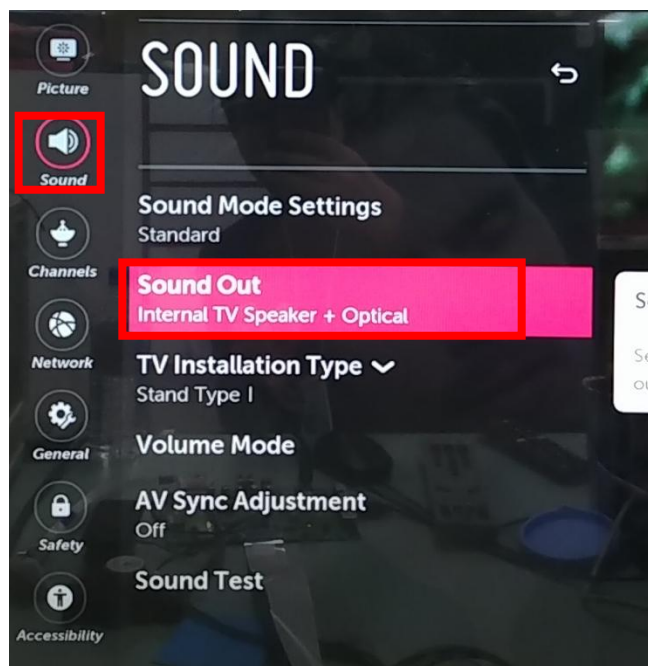 Picture
Sound
Channels
Network
General
Safety
Accessibility
SOUND
Sound Mode Settings
Standard
Sound Out
Internal TV Speaker + Optical
TV Installation Type
Stand Type I
Volume Mode
AV Sync Adjustment
Off
Sound Test